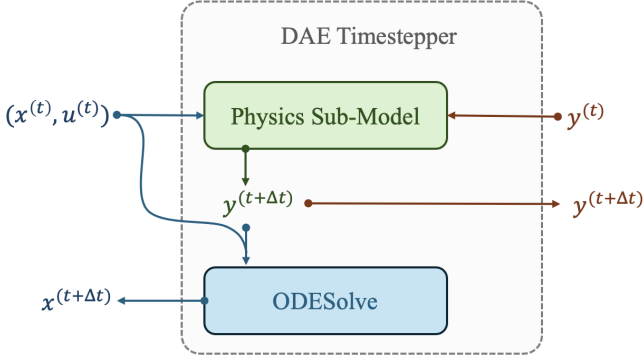 DAE Timestepper
(x^{(t)}, u^{(t)})
Physics Sub-Model
y^{(t)}
y^{(t+Δt)}
y^{(t+Δt)}
x^{(t+Δt)}
ODESolve